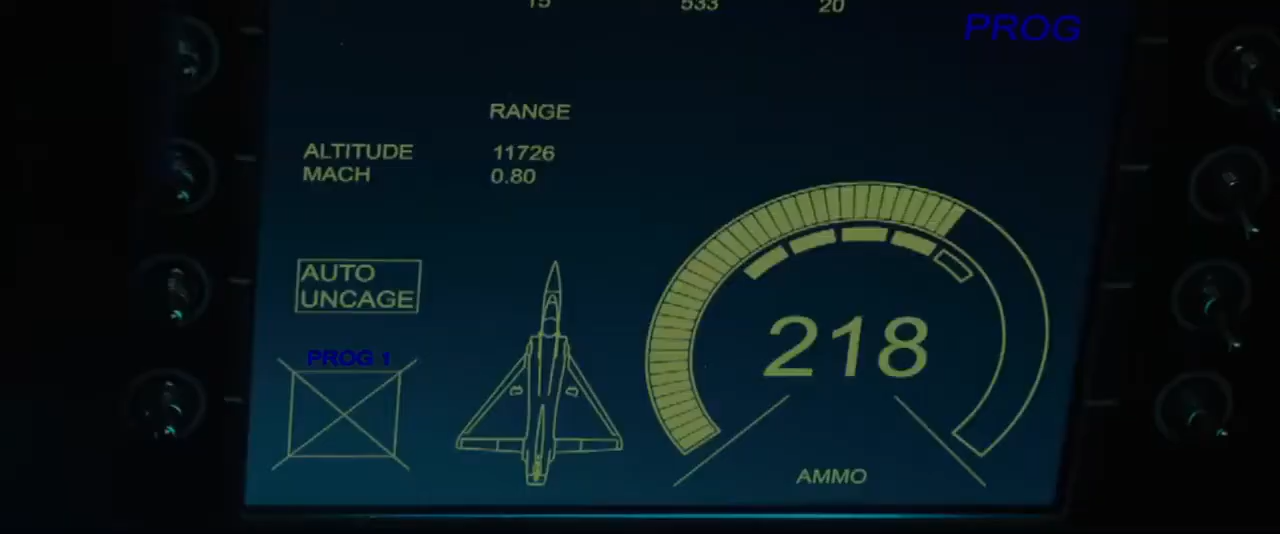 15 533 20
PROG
RANGE
ALTITUDE 11726
MACH 0.80
AUTO
UNCAGE
PROG 1
218
AMMO